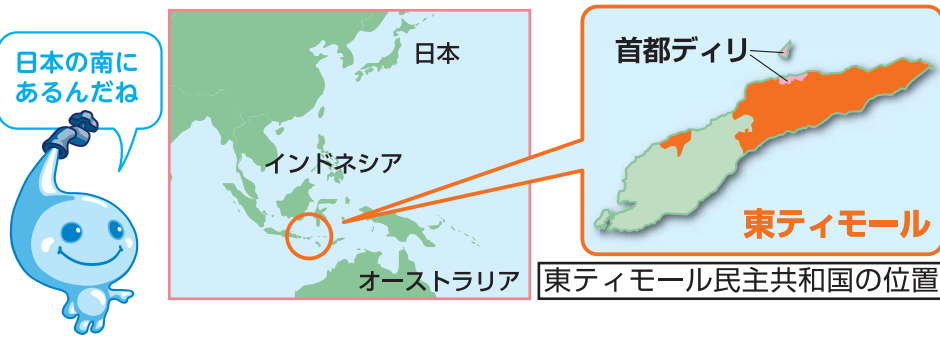 日本の南に
あるんだね
日本
インドネシア
オーストラリア
首都ディリ
東ティモール
東ティモール民主共和国の位置